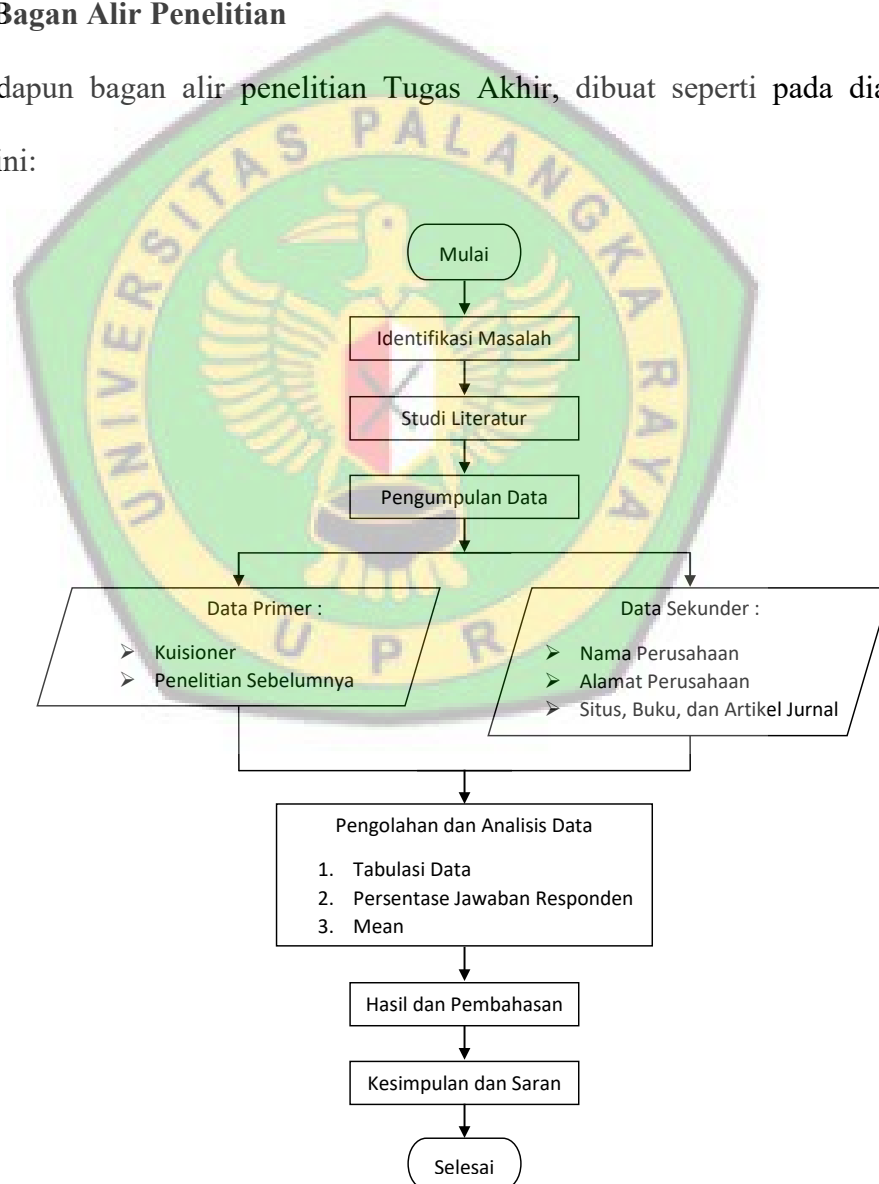 Bagan Alir Penelitian
dapun bagan alir penelitian Tugas Akhir, dibuat seperti pada dia
ini:
UNIVERSITAS PALANGKA RAYA
UPR
Mulai
Identifikasi Masalah
Studi Literatur
Pengumpulan Data
Data Primer :
➢ Kuisioner
➢ Penelitian Sebelumnya
Data Sekunder :
➢ Nama Perusahaan
➢ Alamat Perusahaan
➢ Situs, Buku, dan Artikel Jurnal
Pengolahan dan Analisis Data
1. Tabulasi Data
2. Persentase Jawaban Responden
3. Mean
Hasil dan Pembahasan
Kesimpulan dan Saran
Selesai